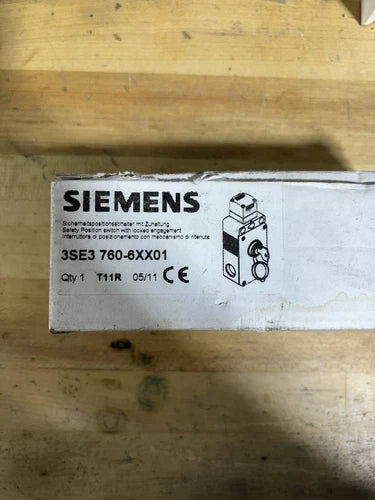 SIEMENS
Sicherheitspositionsschalter mit Zuhaltung
Safety Position switch with locked engagement
Interruttore di posizionamento con meccanismo di ritenuta
3SE3 760-6XX01
Qty 1 T11R 05/11 CE